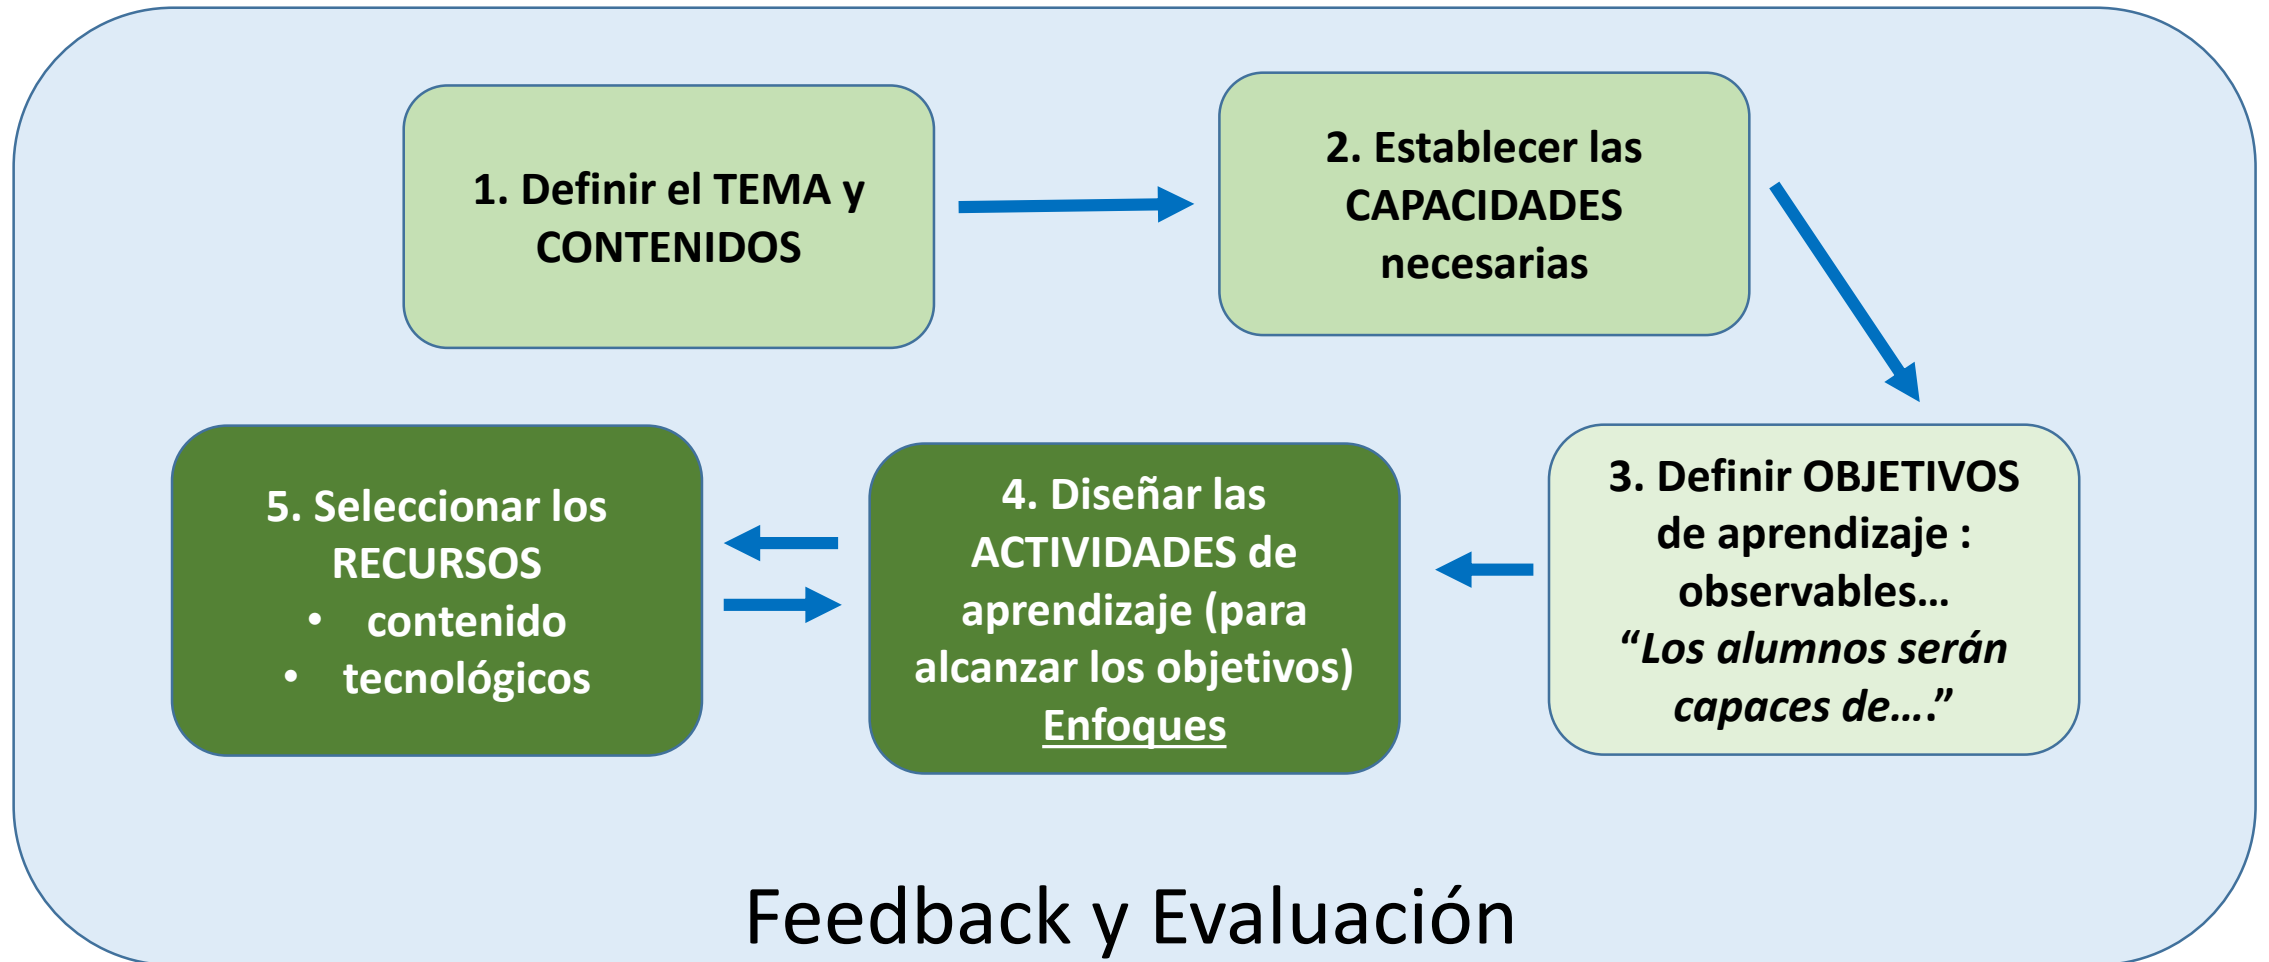 1. Definir el TEMA y
CONTENIDOS
2. Establecer las
CAPACIDADES
necesarias
3. Definir OBJETIVOS
de aprendizaje :
observables…
“Los alumnos serán
capaces de….”
4. Diseñar las
ACTIVIDADES de
aprendizaje (para
alcanzar los objetivos)
Enfoques
5. Seleccionar los
RECURSOS
• contenido
• tecnológicos
Feedback y Evaluación